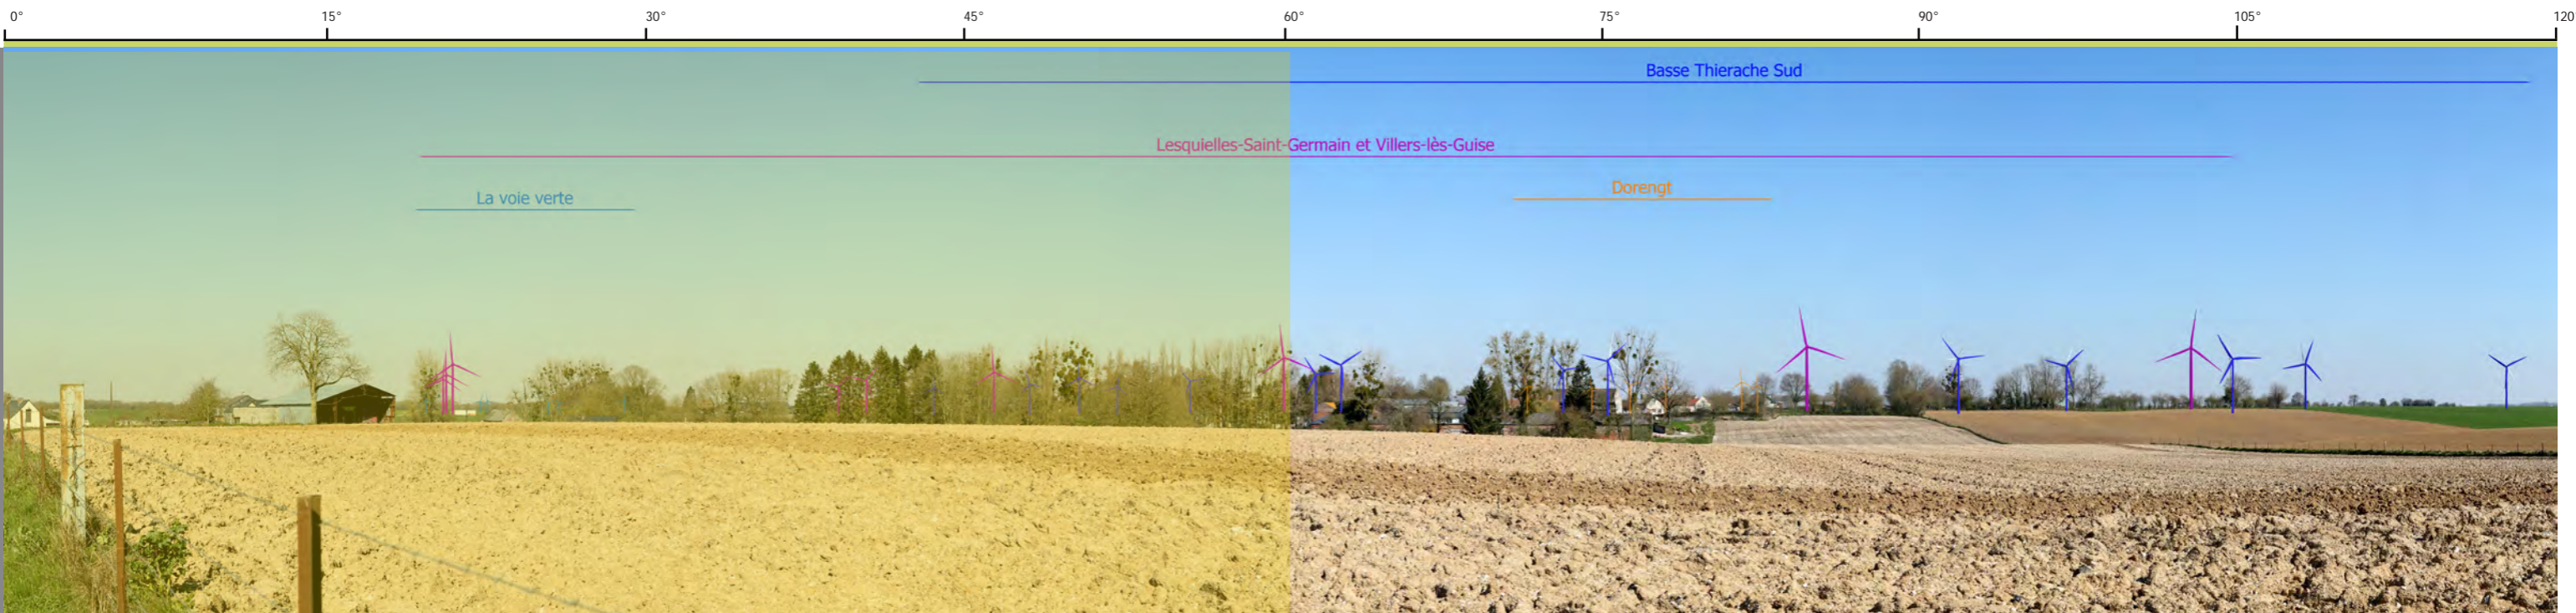 0° 15° 30° 45° 60° 75° 90° 105° 120
Basse Thierache Sud
Lesquielles-Saint-Germain et Villers-lès-Guise
Dorengt
La voie verte